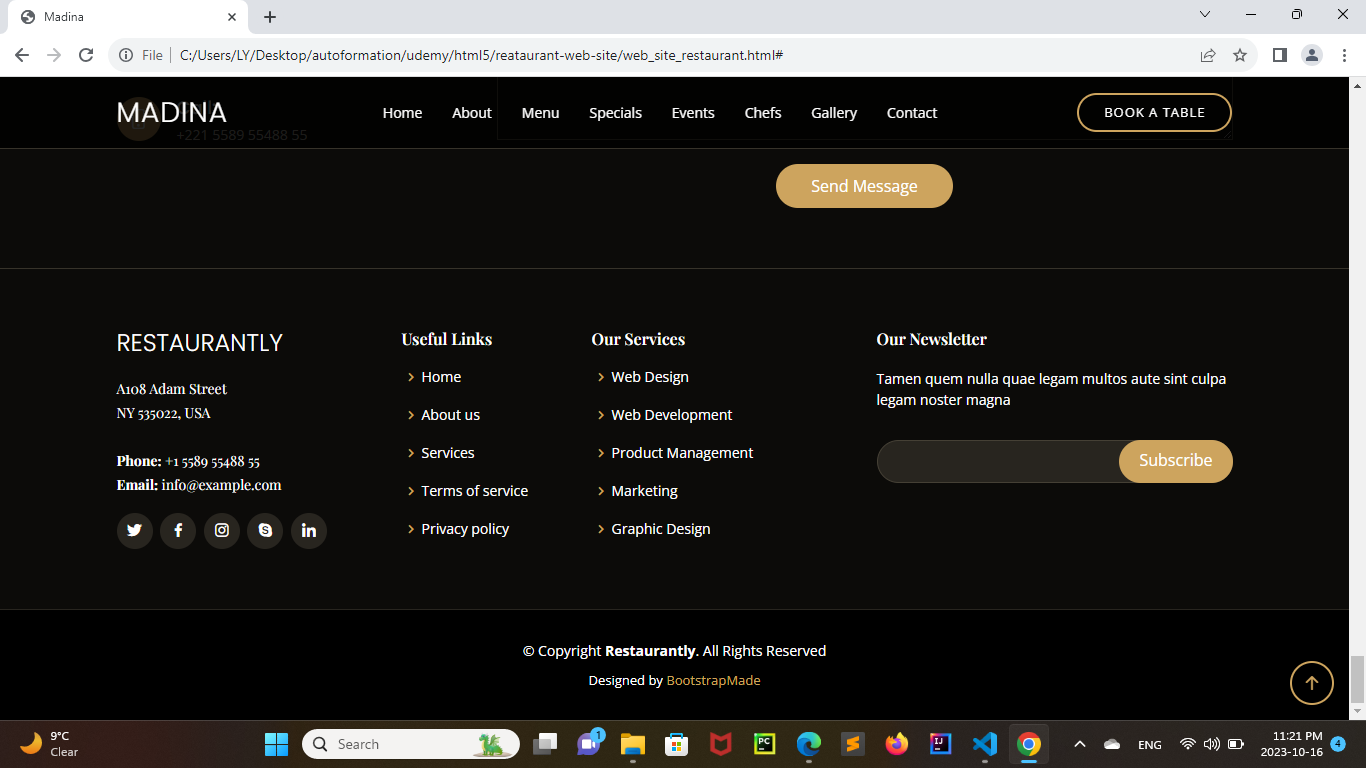 Madina
File
C:/Users/LY/Desktop/autoformation/udemy/html5/reataurant-web-site/web_site_restaurant.html#
MADINA
Home
About
Menu
Specials
Events
Chefs
Gallery
Contact
BOOK A TABLE
+221 5589 55488 55
Send Message
RESTAURANTLY
A108 Adam Street
NY 535022, USA
Phone: +1 5589 55488 55
Email: info@example.com
Useful Links
Home
About us
Services
Terms of service
Privacy policy
Our Services
Web Design
Web Development
Product Management
Marketing
Graphic Design
Our Newsletter
Tamen quem nulla quae legam multos aute sint culpa
legam noster magna
Subscribe
© Copyright Restaurantly. All Rights Reserved
Designed by BootstrapMade
9°C
Clear
Search
1
PC
IJ
ENG
11:21 PM
2023-10-16
4